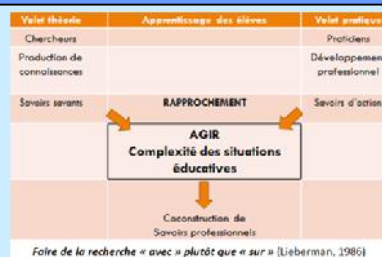 Volet théorie Apprentissage des élèves Volet pratique
Chercheurs Praticiens
Production de connaissances Développement professionnel
Savoirs savants RAPPROCHEMENT Savoirs d'action
AGIR
Complexité des situations
éducatives
Coconstruction de
Savoirs professionnels
Faire de la recherche « avec » plutôt que « sur » (Lieberman, 1986)